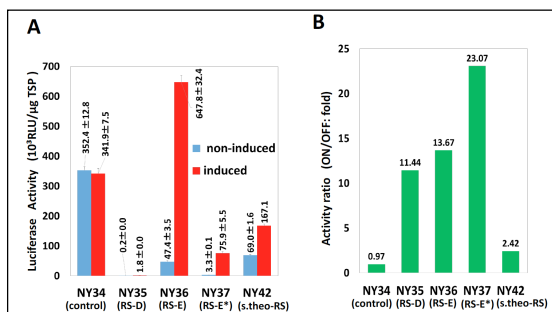 A
Luciferase Activity (10³RLU/µg TSP )
700
600
500
400
300
200
100
0
352.4 ±12.8
341.9± 7.5
0.2± 0.0
1.8 ± 0.0
47.4± 3.5
647.8± 32.4
3.3± 0.1
75.9± 5.5
69.0± 1.6
167.1
non-induced
induced
NY34 NY35 NY36 NY37 NY42
(control) (RS-D) (RS-E) (RS-E*) (s.theo-RS)
B
Activity ratio (ON/OFF: fold)
25
20
15
10
5
0
0.97
11.44
13.67
23.07
2.42
NY34 NY35 NY36 NY37 NY42
(control) (RS-D) (RS-E) (RS-E*) (s.theo-RS)